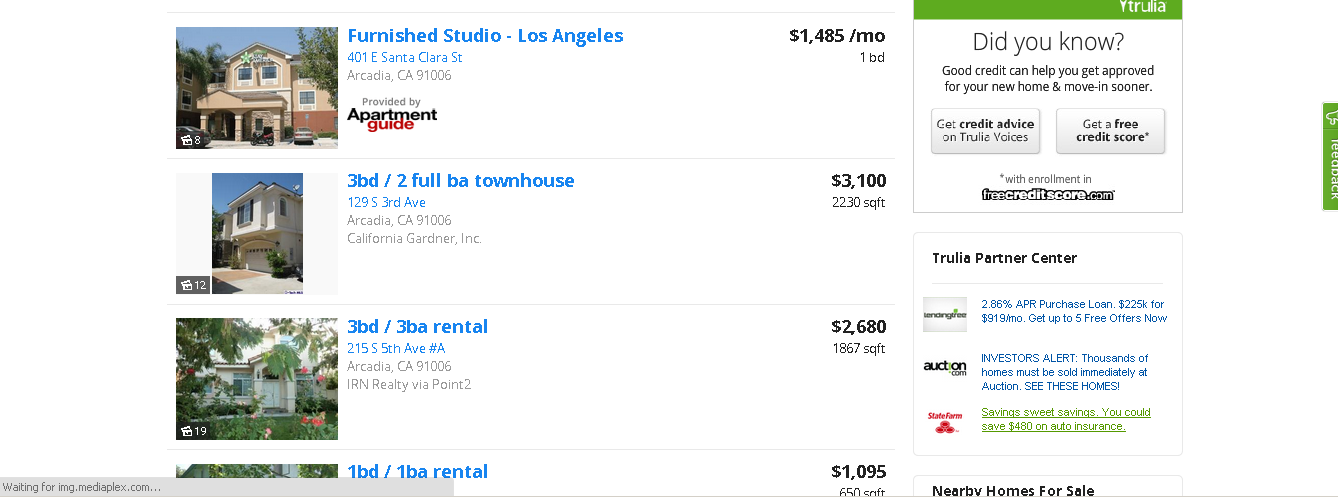 trulia
Furnished Studio - Los Angeles
$1,485 /mo
401 E Santa Clara St
1 bd
Arcadia, CA 91006
Provided by
Apartment
guide
8
3bd / 2 full ba townhouse
$3,100
129 S 3rd Ave
2230 sqft
Arcadia, CA 91006
California Gardner, Inc.
12
3bd / 3ba rental
$2,680
215 S 5th Ave #A
1867 sqft
Arcadia, CA 91006
IRN Realty via Point2
19
1bd / 1ba rental
$1,095
650 sqft
Waiting for img.mediaplex.com...
Did you know?
Good credit can help you get approved
for your new home & move-in sooner.
Get credit advice
on Trulia Voices
Get a free
credit score*
*with enrollment in
freecreditscore.com
Trulia Partner Center
lendingtree
2.86% APR Purchase Loan. $225k for
$919/mo. Get up to 5 Free Offers Now
auction
.com
INVESTORS ALERT: Thousands of
homes must be sold immediately at
Auction. SEE THESE HOMES!
StateFarm
Savings sweet savings. You could
save $480 on auto insurance.
Nearby Homes For Sale
feedback